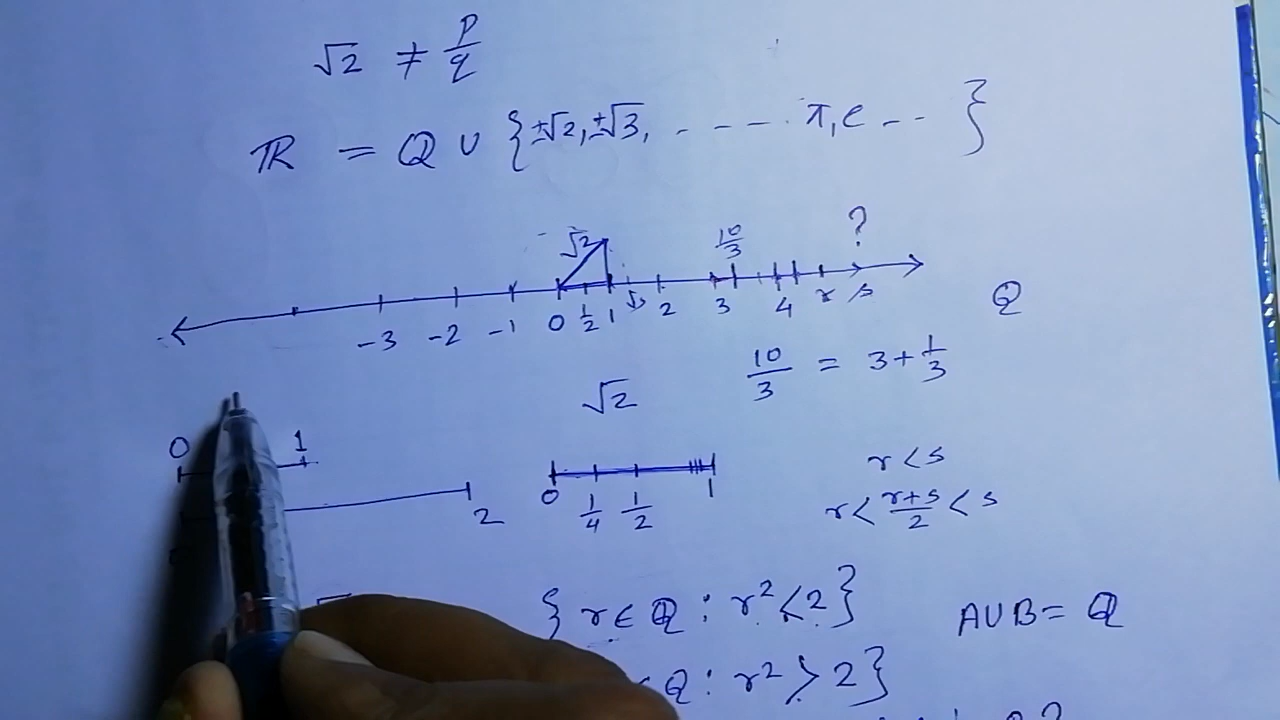 √2 ≠ p/q
ℝ = Q ∪ {±√2, ±√3, - - - - π, e - - }
√2 10/3 ?
-3 -2 -1 0 1/2 1 √2 2 3 4 r s
Q
10/3 = 3 + 1/3
√2
0 1
r < s
0 1/4 1/2 1
r < (r+s)/2 < s
2
{ r ∈ Q : r² < 2 }
A ∪ B = Q
∈ Q : r² > 2 }
Q ?